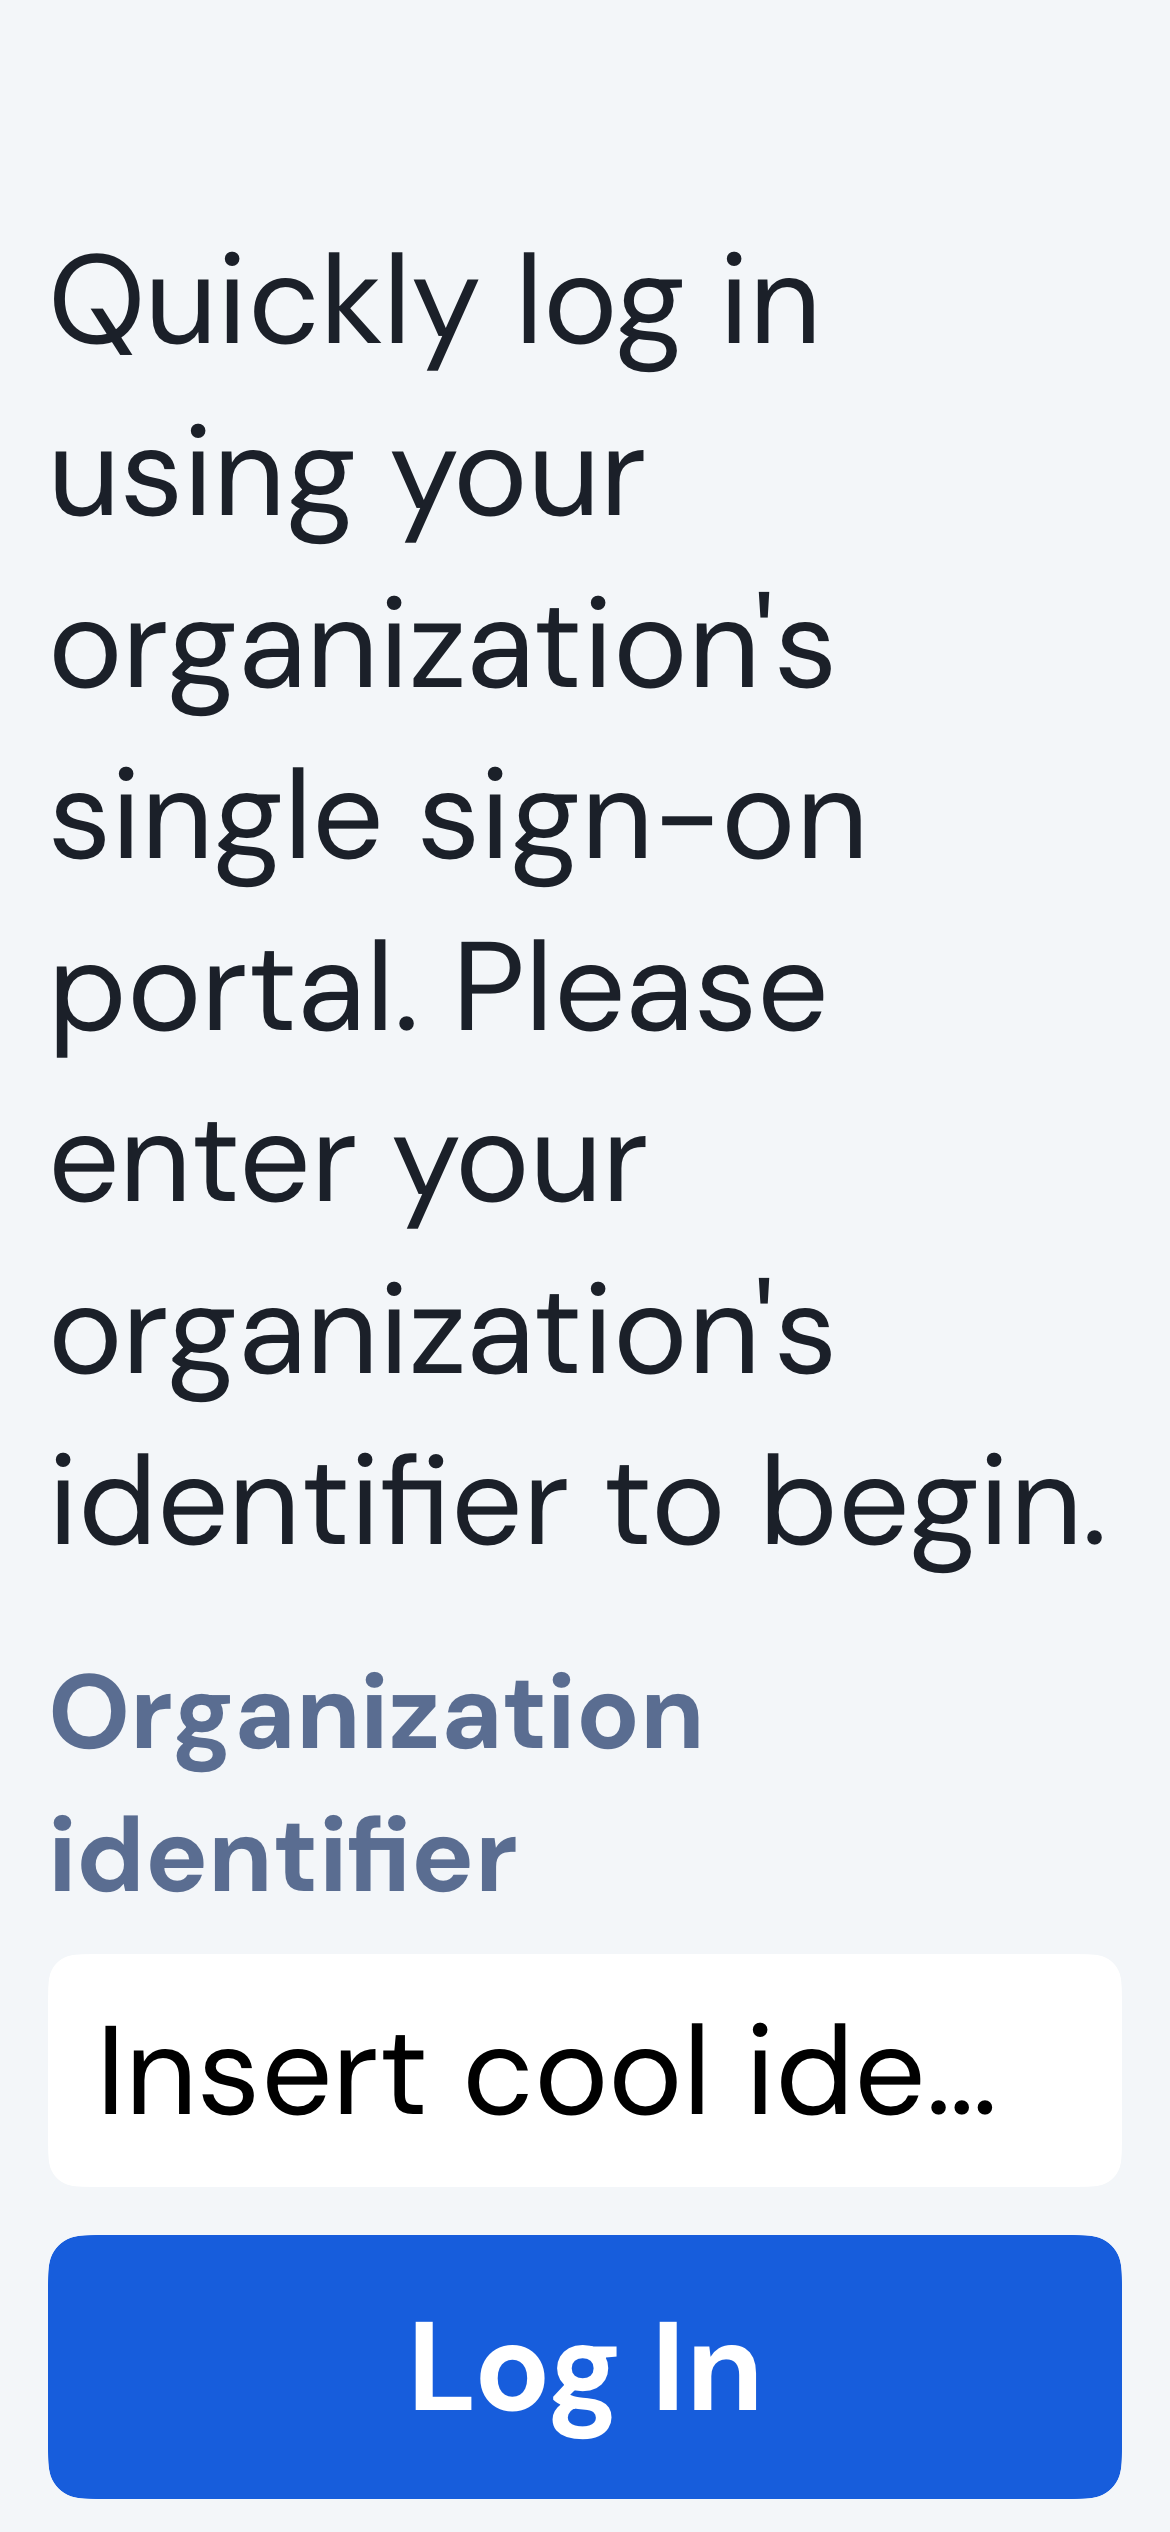 Quickly log in
using your
organization's
single sign-on
portal. Please
enter your
organization's
identifier to begin.
Organization
identifier
Insert cool ide...
Log In